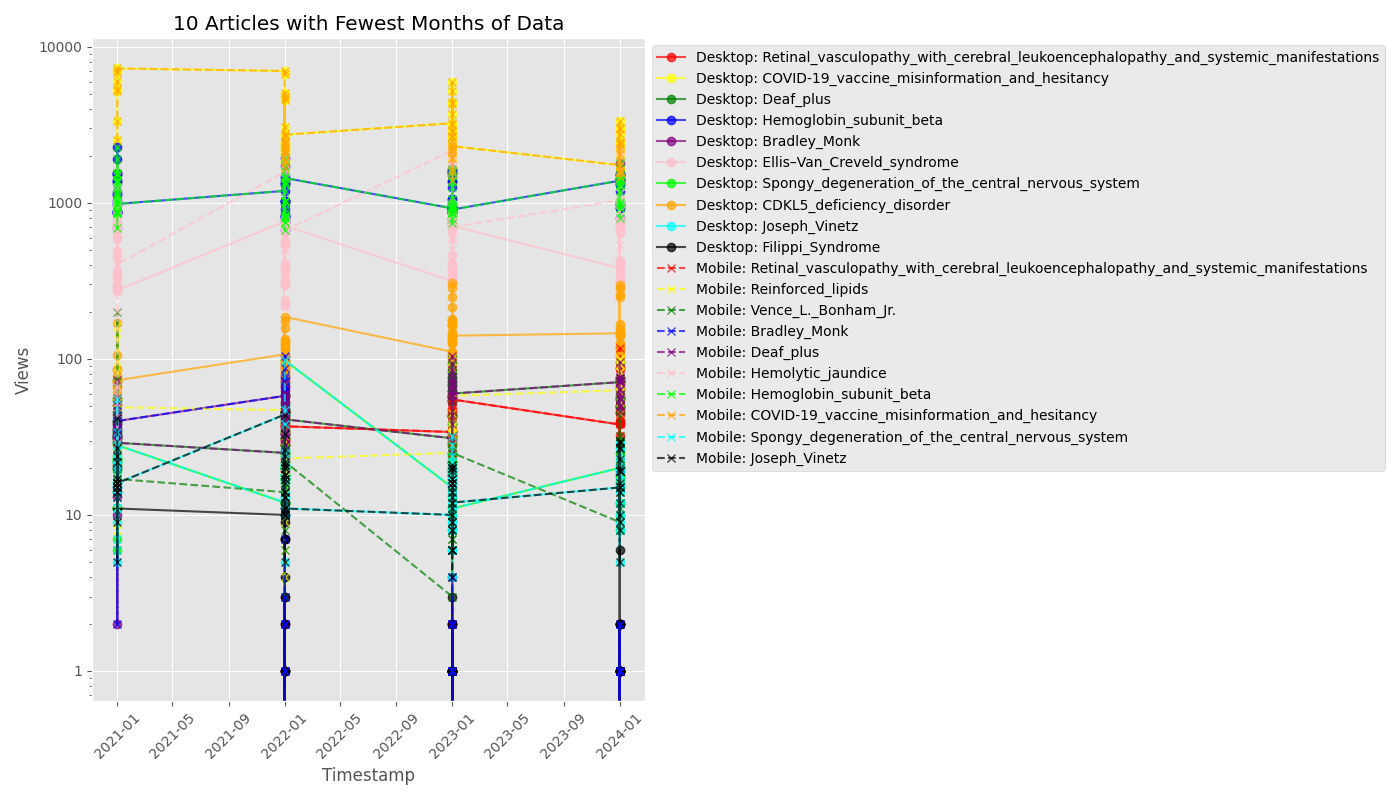 10 Articles with Fewest Months of Data
10000
1000
100
10
1
Views
2021-01
2021-05
2021-09
2022-01
2022-05
2022-09
2023-01
2023-05
2023-09
2024-01
Timestamp
Desktop: Retinal_vasculopathy_with_cerebral_leukoencephalopathy_and_systemic_manifestations
Desktop: COVID-19_vaccine_misinformation_and_hesitancy
Desktop: Deaf_plus
Desktop: Hemoglobin_subunit_beta
Desktop: Bradley_Monk
Desktop: Ellis–Van_Creveld_syndrome
Desktop: Spongy_degeneration_of_the_central_nervous_system
Desktop: CDKL5_deficiency_disorder
Desktop: Joseph_Vinetz
Desktop: Filippi_Syndrome
Mobile: Retinal_vasculopathy_with_cerebral_leukoencephalopathy_and_systemic_manifestations
Mobile: Reinforced_lipids
Mobile: Vence_L._Bonham_Jr.
Mobile: Bradley_Monk
Mobile: Deaf_plus
Mobile: Hemolytic_jaundice
Mobile: Hemoglobin_subunit_beta
Mobile: COVID-19_vaccine_misinformation_and_hesitancy
Mobile: Spongy_degeneration_of_the_central_nervous_system
Mobile: Joseph_Vinetz